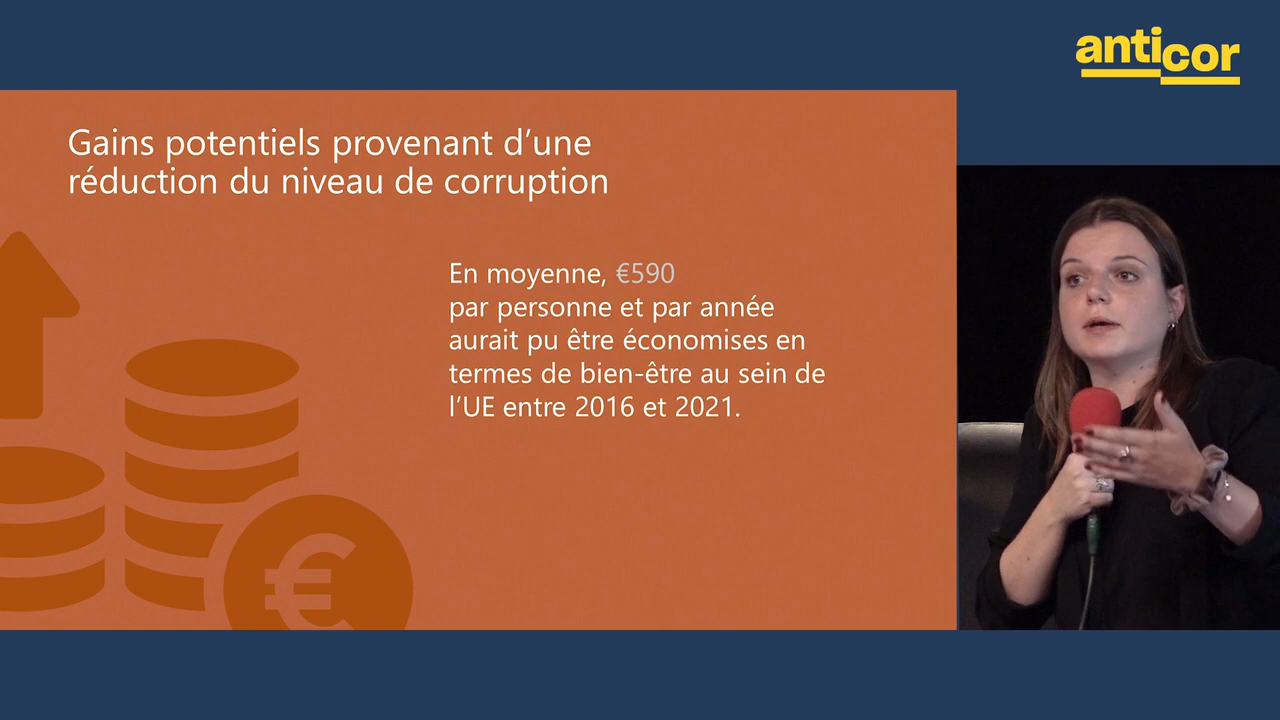 anticor
Gains potentiels provenant d’une
réduction du niveau de corruption
En moyenne, €590
par personne et par année
aurait pu être économises en
termes de bien-être au sein de
l’UE entre 2016 et 2021.
€